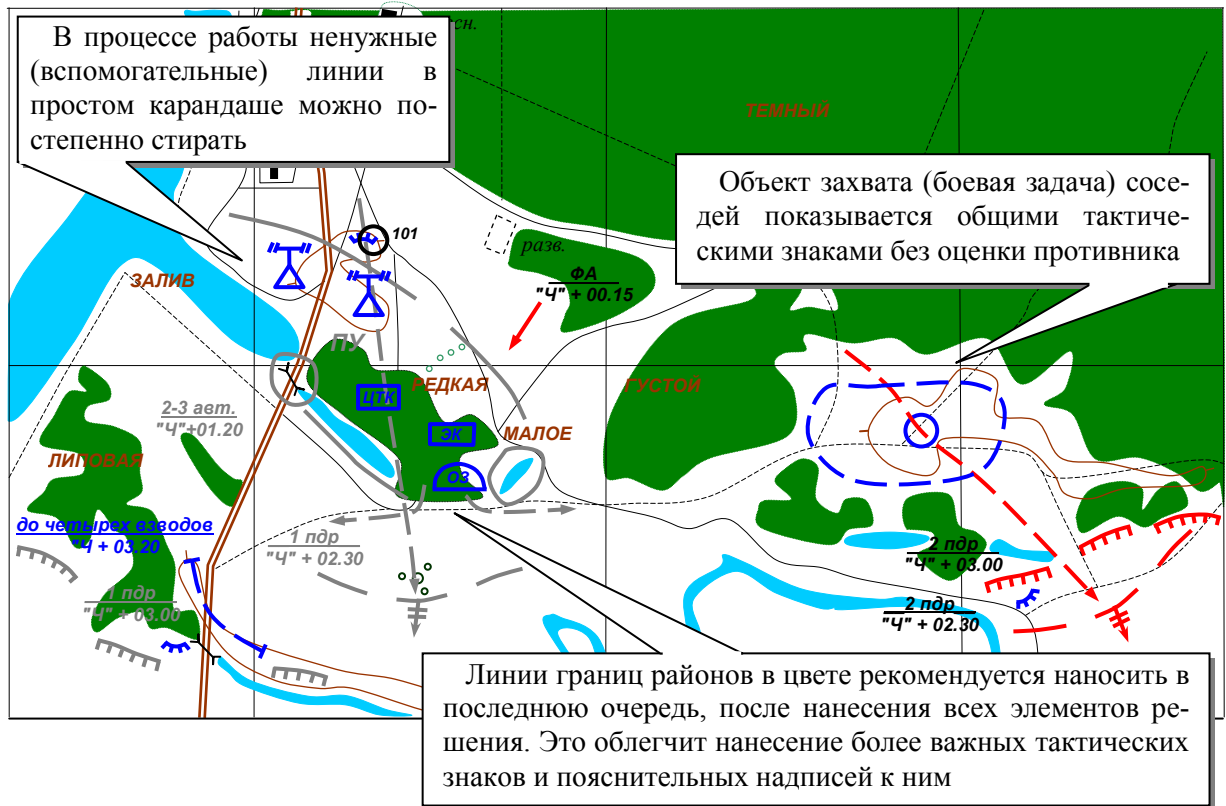 сн.
В процессе работы ненужные
(вспомогательные) линии в
простом карандаше можно по-
степенно стирать
ТЕМНЫЙ
Объект захвата (боевая задача) сосе-
дей показывается общими тактиче-
скими знаками без оценки противника
101
разв.
ЗАЛИВ
ФА
"Ч" + 00.15
ПУ
РЕДКАЯ
ГУСТОЙ
ЦТК
2-3 авт.
"Ч"+01.20
ЭК
МАЛОЕ
ЛИПОВАЯ
ОЗ
до четырех взводов
"Ч + 03.20
1 пдр
"Ч" + 02.30
2 пдр
"Ч" + 03.00
1 пдр
"Ч" + 03.00
2 пдр
"Ч" + 02.30
Линии границ районов в цвете рекомендуется наносить в
последнюю очередь, после нанесения всех элементов ре-
шения. Это облегчит нанесение более важных тактических
знаков и пояснительных надписей к ним